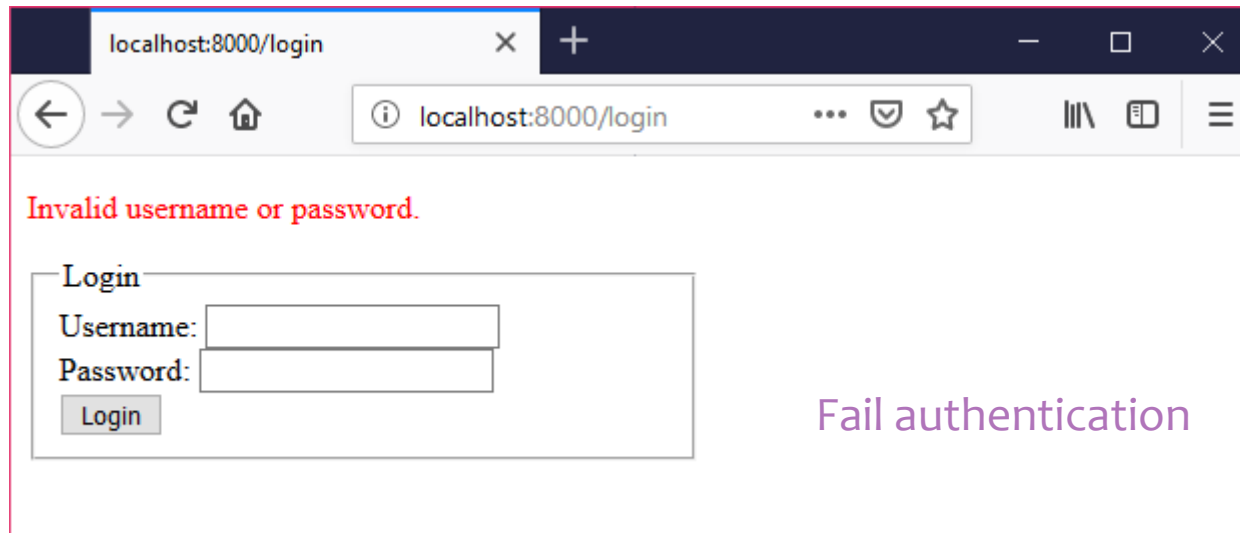 localhost:8000/login
localhost:8000/login
Invalid username or password.
Login
Username:
Password:
Login
Fail authentication